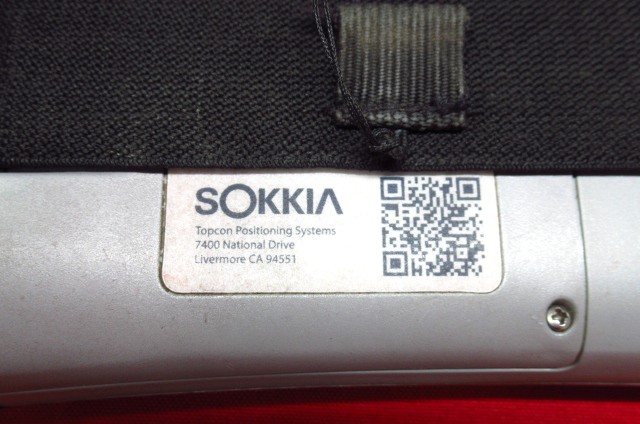 SOKKIA
Topcon Positioning Systems
7400 National Drive
Livermore CA 94551